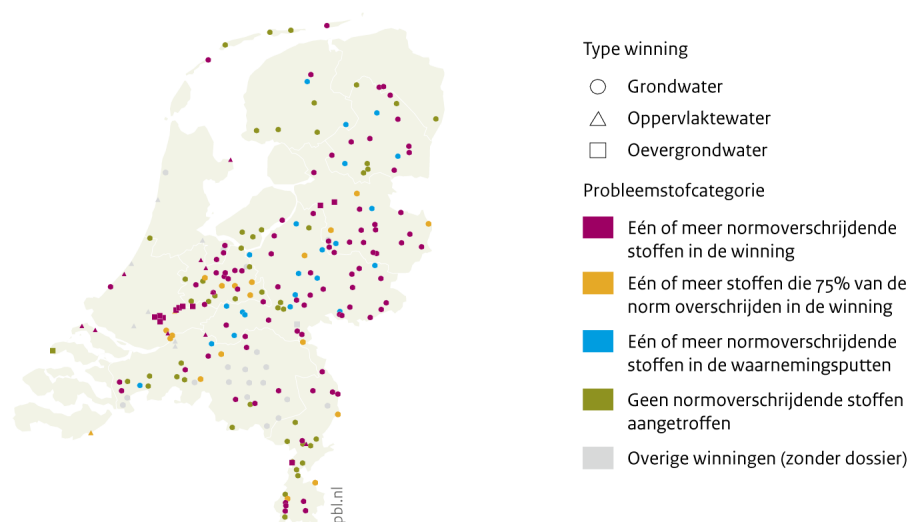 Type winning
Grondwater
Oppervlaktewater
Oevergrondwater
Probleemstofcategorie
Eén of meer normoverschrijdende
stoffen in de winning
Eén of meer stoffen die 75% van de
norm overschrijden in de winning
Eén of meer normoverschrijdende
stoffen in de waarnemingsputten
Geen normoverschrijdende stoffen
aangetroffen
Overige winningen (zonder dossier)
pbl.nl